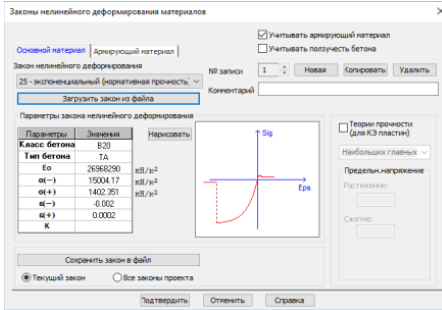 Законы нелинейного деформирования материалов
Учитывать армирующий материал
Учитывать ползучесть бетона
Основной материал
Армирующий материал
Закон нелинейного деформирования
25 - экспоненциальный (нормативная прочность)
№ записи
1
Новая
Копировать
Удалить
Загрузить закон из файла
Комментарий
Параметры закона нелинейного деформирования
Параметры Значения
Класс бетона B20
Тип бетона ТА
Eo 26968290 кН/м²
σ(−) 15004.17 кН/м²
σ(+) 1402.351 кН/м²
ε(−) -0.002
ε(+) 0.0002
К
Нарисовать
Sig
Eps
Теории прочности
(для КЭ пластин)
Наибольших главных
Предельн.напряжение
Растяжение:
Сжатие:
Сохранить закон в файл
Текущий закон
Все законы проекта
Подтвердить
Отменить
Справка